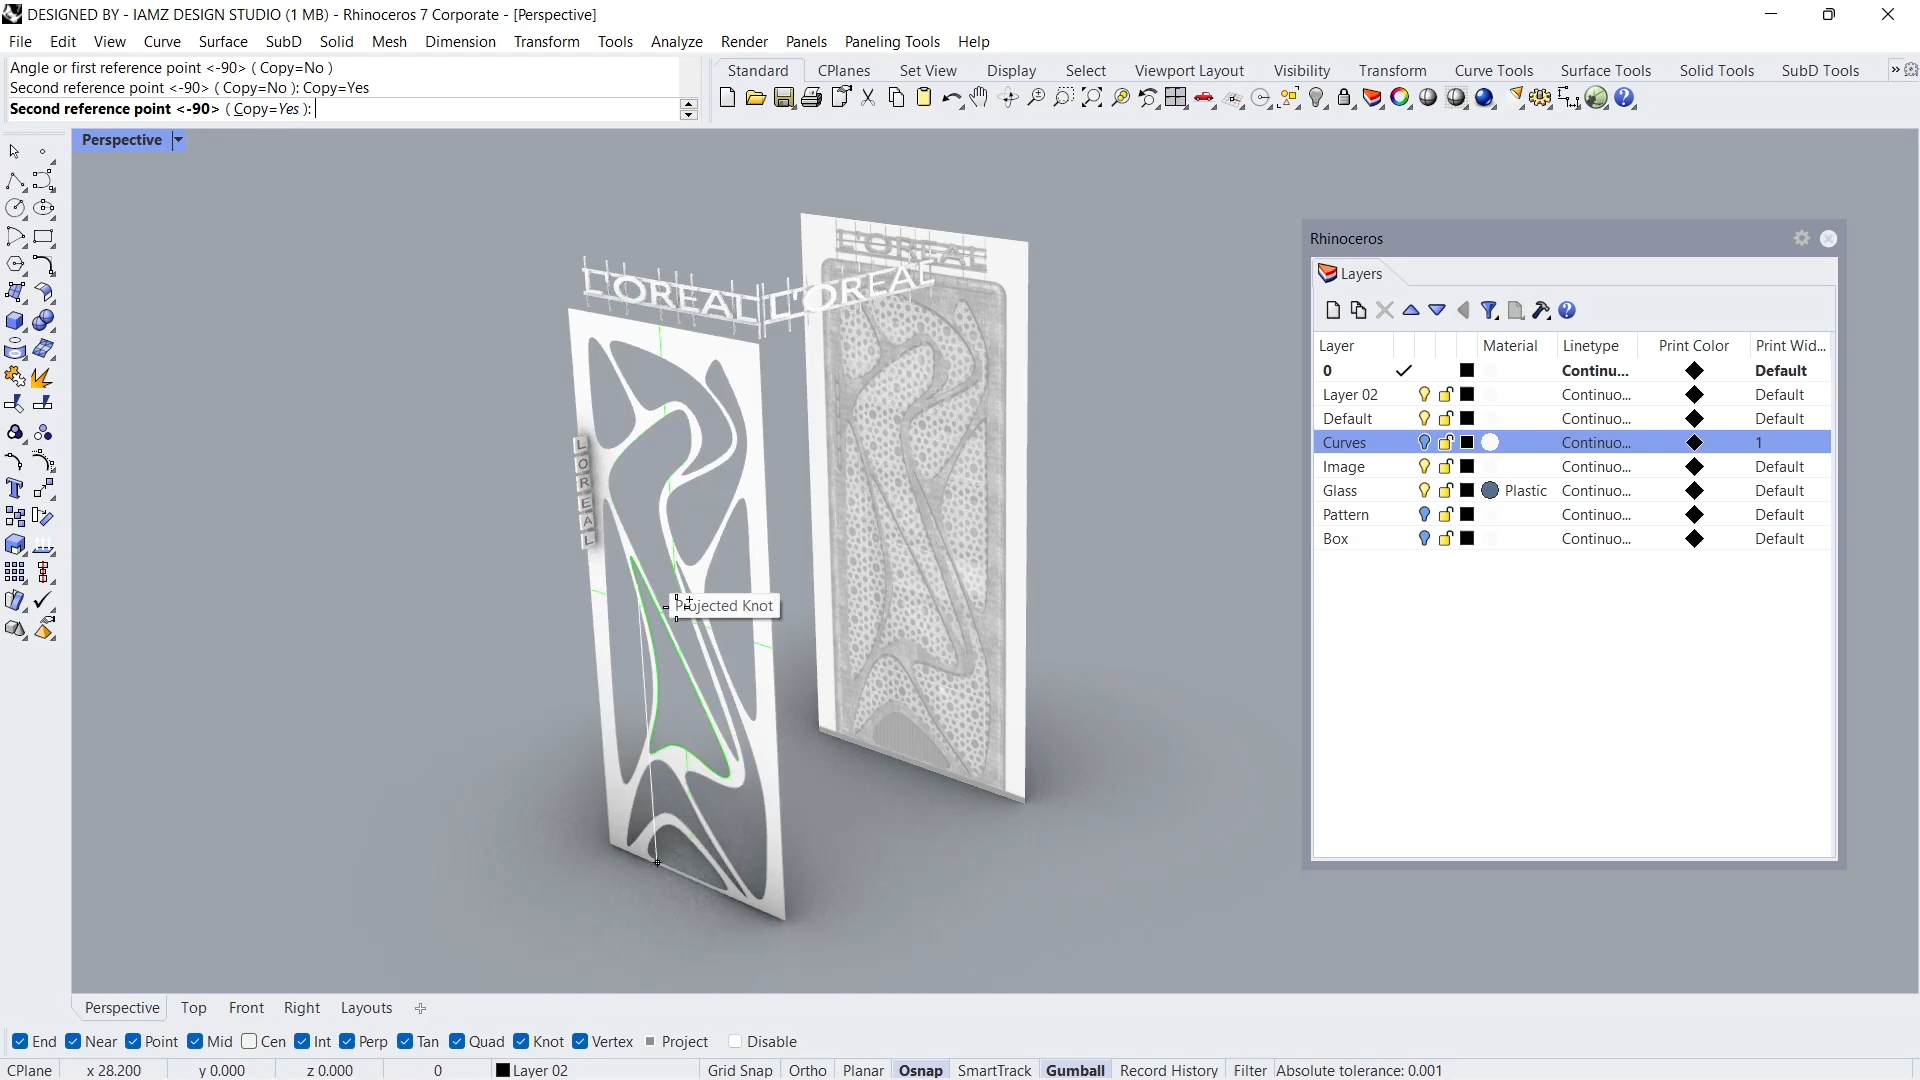 DESIGNED BY - IAMZ DESIGN STUDIO (1 MB) - Rhinoceros 7 Corporate - [Perspective]
File Edit View Curve Surface SubD Solid Mesh Dimension Transform Tools Analyze Render Panels Paneling Tools Help
Angle or first reference point <-90> ( Copy=No )
Second reference point <-90> ( Copy=No ): Copy=Yes
Second reference point <-90> ( Copy=Yes ):
Standard CPlanes Set View Display Select Viewport Layout Visibility Transform Curve Tools Surface Tools Solid Tools SubD Tools »
Perspective
L'OREAL
L'OREAL
L'OREAL
LOREAL
Projected Knot
Rhinoceros
Layers
Layer Material Linetype Print Color Print Wid...
0 Continu... Default
Layer 02 Continuo... Default
Default Continuo... Default
Curves Continuo... 1
Image Continuo... Default
Glass Plastic Continuo... Default
Pattern Continuo... Default
Box Continuo... Default
Perspective Top Front Right Layouts
End Near Point Mid Cen Int Perp Tan Quad Knot Vertex Project Disable
CPlane x 28.200 y 0.000 z 0.000 0 Layer 02 Grid Snap Ortho Planar Osnap SmartTrack Gumball Record History Filter Absolute tolerance: 0.001